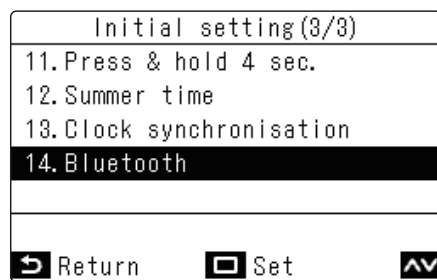 Initial setting(3/3)
11.Press & hold 4 sec.
12.Summer time
13.Clock synchronisation
14.Bluetooth
Return Set